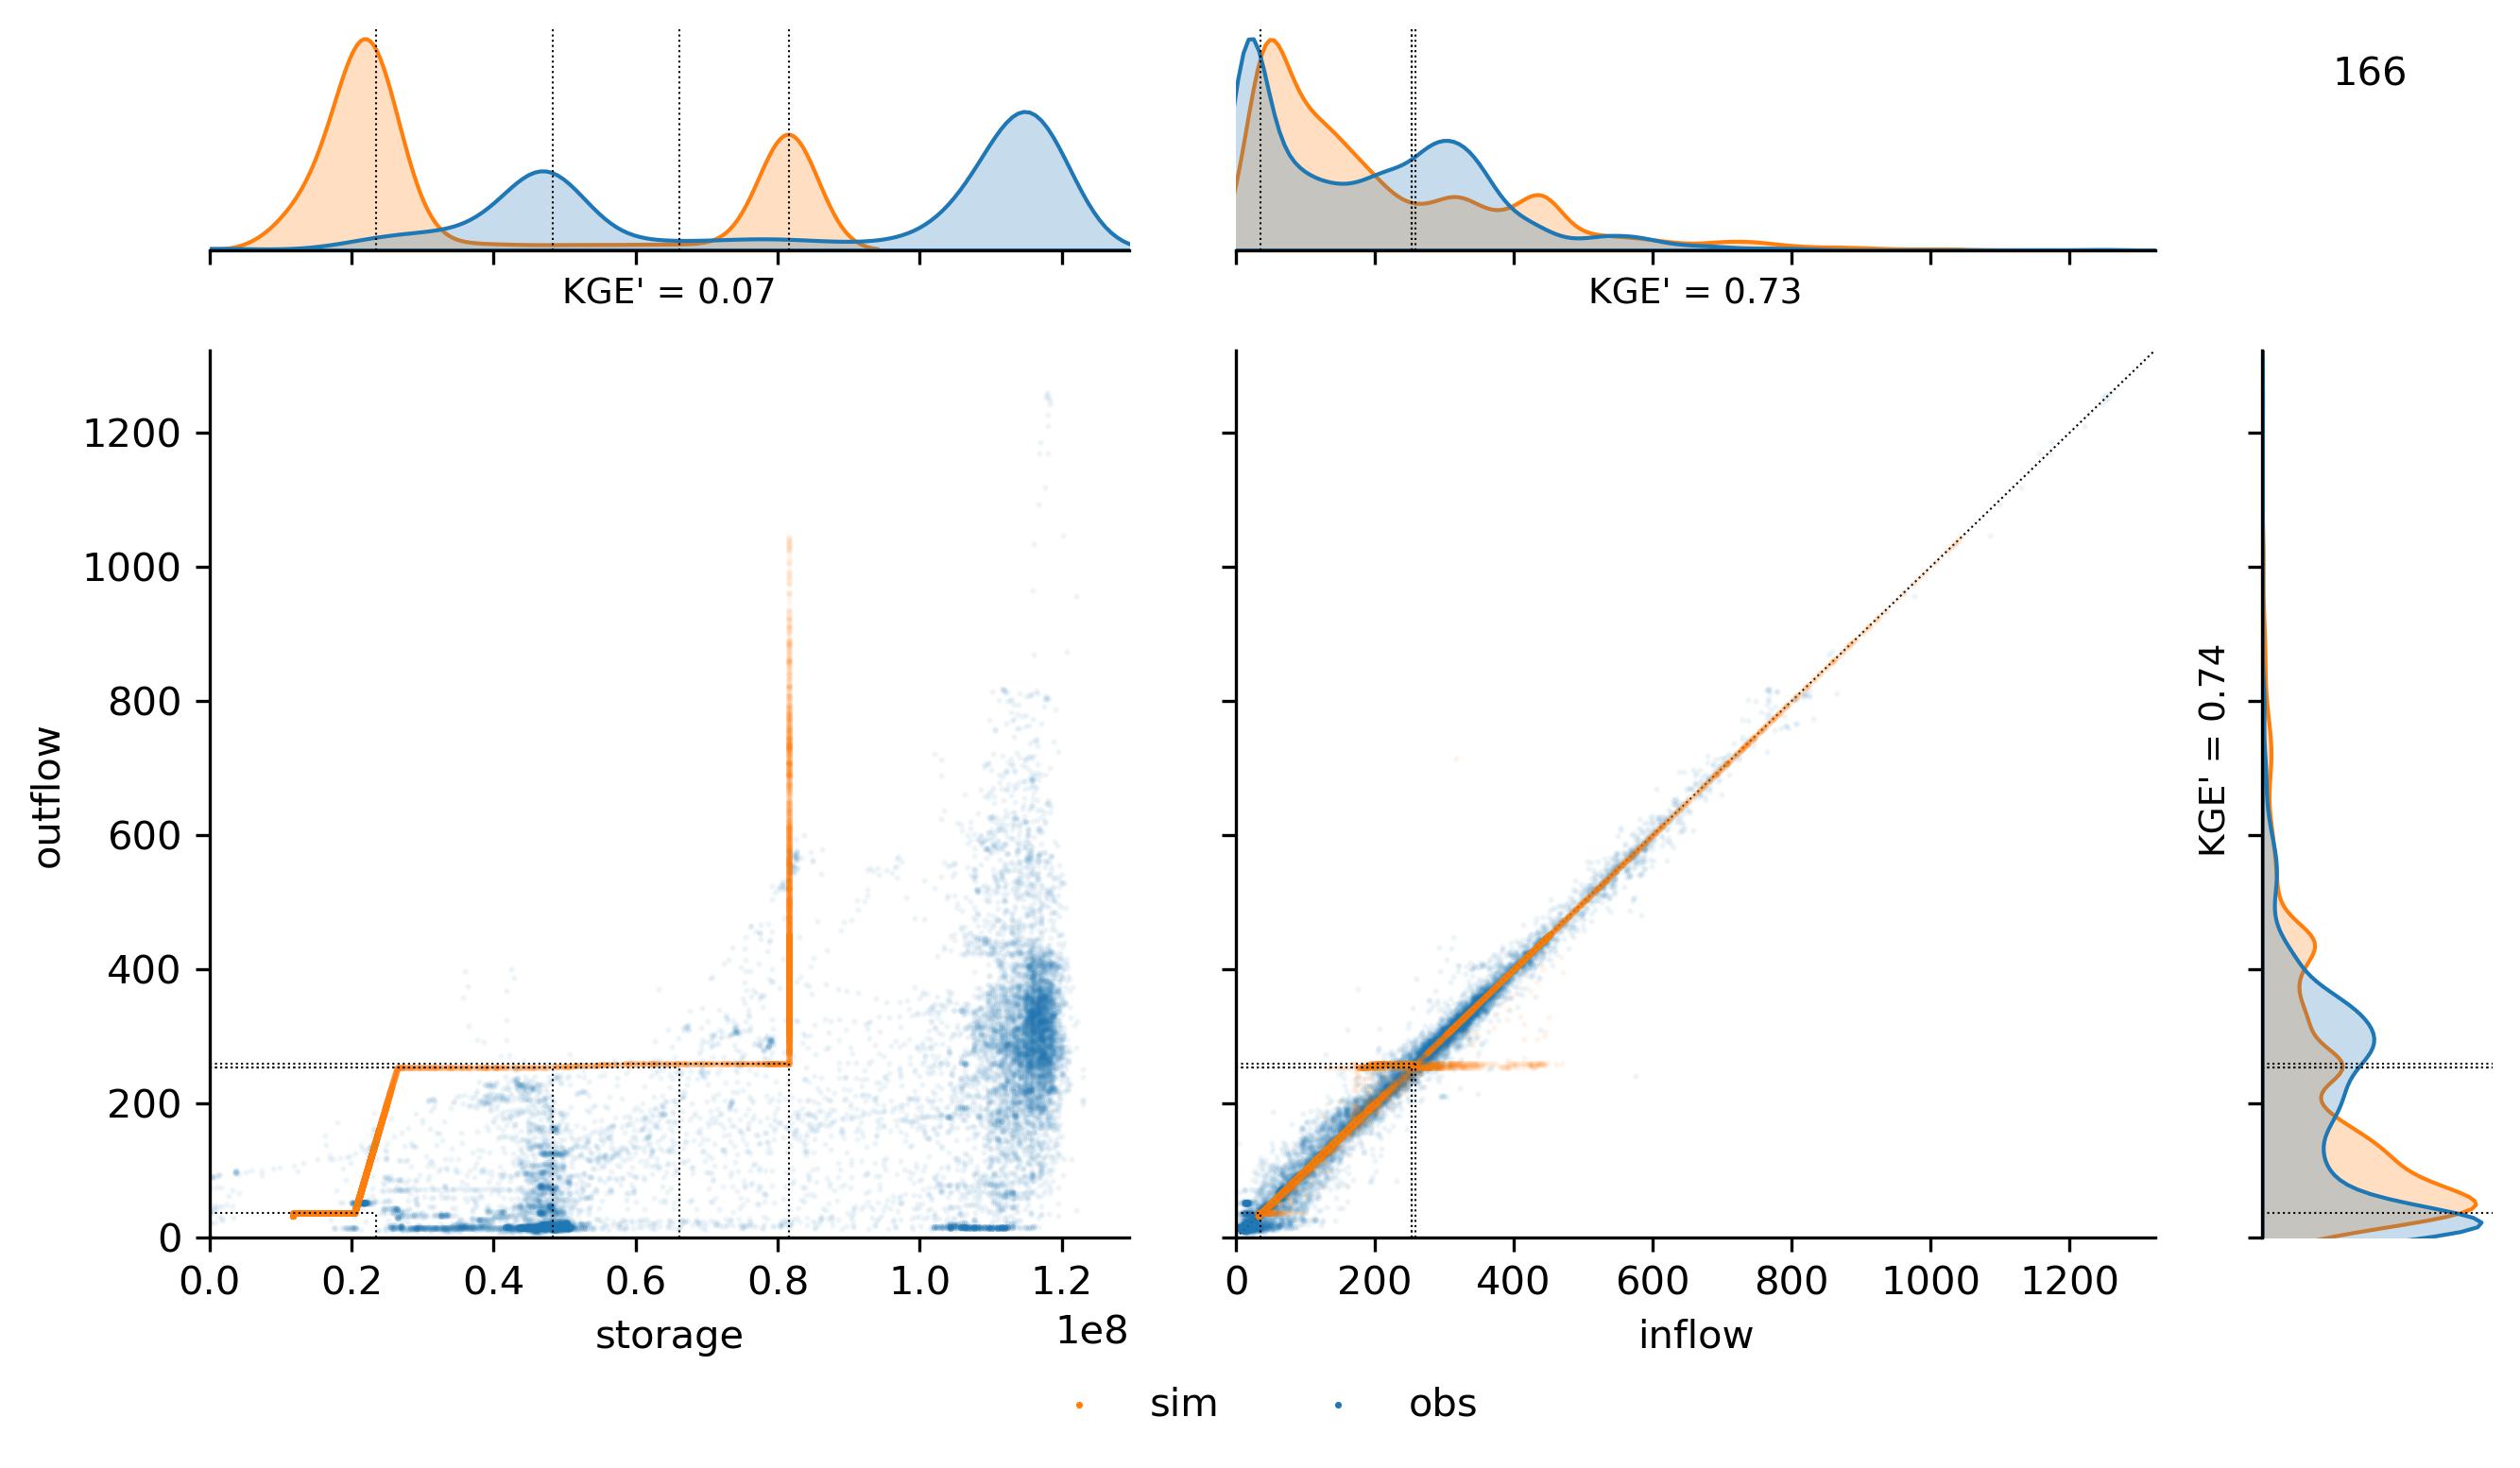 166
KGE' = 0.07
KGE' = 0.73
outflow
1200
1000
800
600
400
200
0
0.0 0.2 0.4 0.6 0.8 1.0 1.2
1e8
storage
0 200 400 600 800 1000 1200
inflow
KGE' = 0.74
sim obs